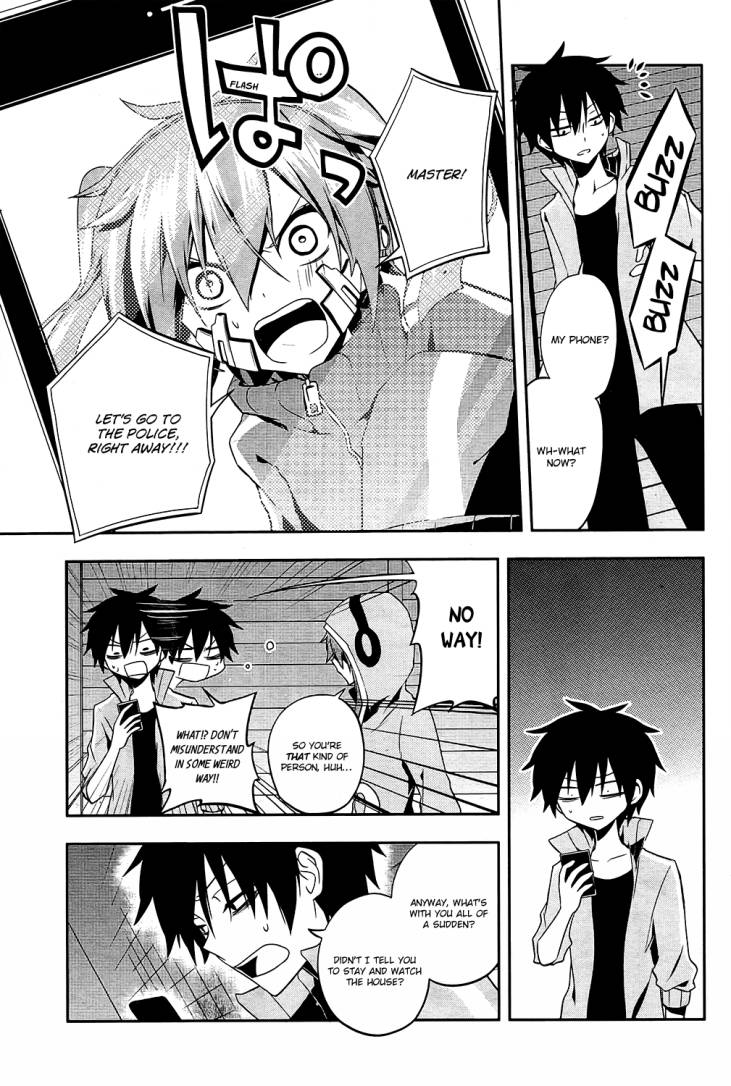 BUZZ
BUZZ
MY PHONE?
WH-WHAT
NOW?
ぱっ
FLASH
MASTER!
LET'S GO TO
THE POLICE,
RIGHT AWAY!!!
NO
WAY!
SO YOU'RE
THAT KIND OF
PERSON, HUH...
WHAT!? DON'T
MISUNDERSTAND
IN SOME WEIRD
WAY!!
ANYWAY, WHAT'S
WITH YOU ALL OF
A SUDDEN?
DIDN'T I TELL YOU
TO STAY AND WATCH
THE HOUSE?